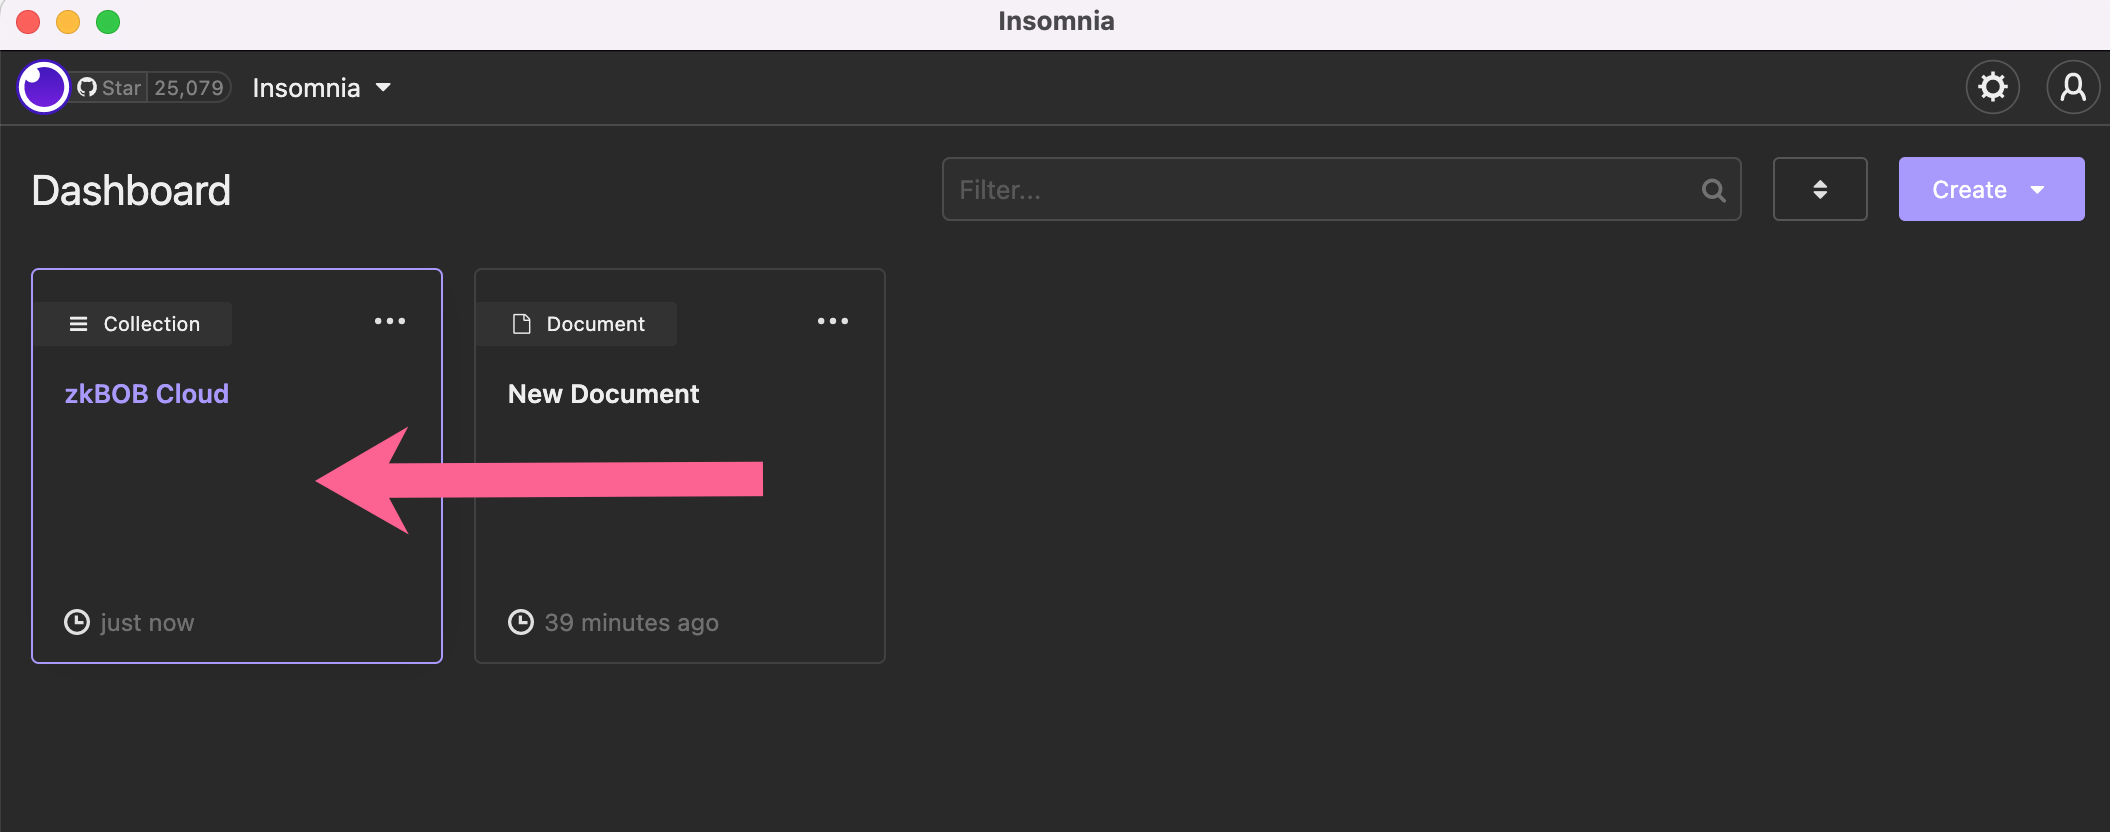 Insomnia
Star 25,079 Insomnia
Dashboard
Filter...
Create
Collection
zkBOB Cloud
just now
Document
New Document
39 minutes ago